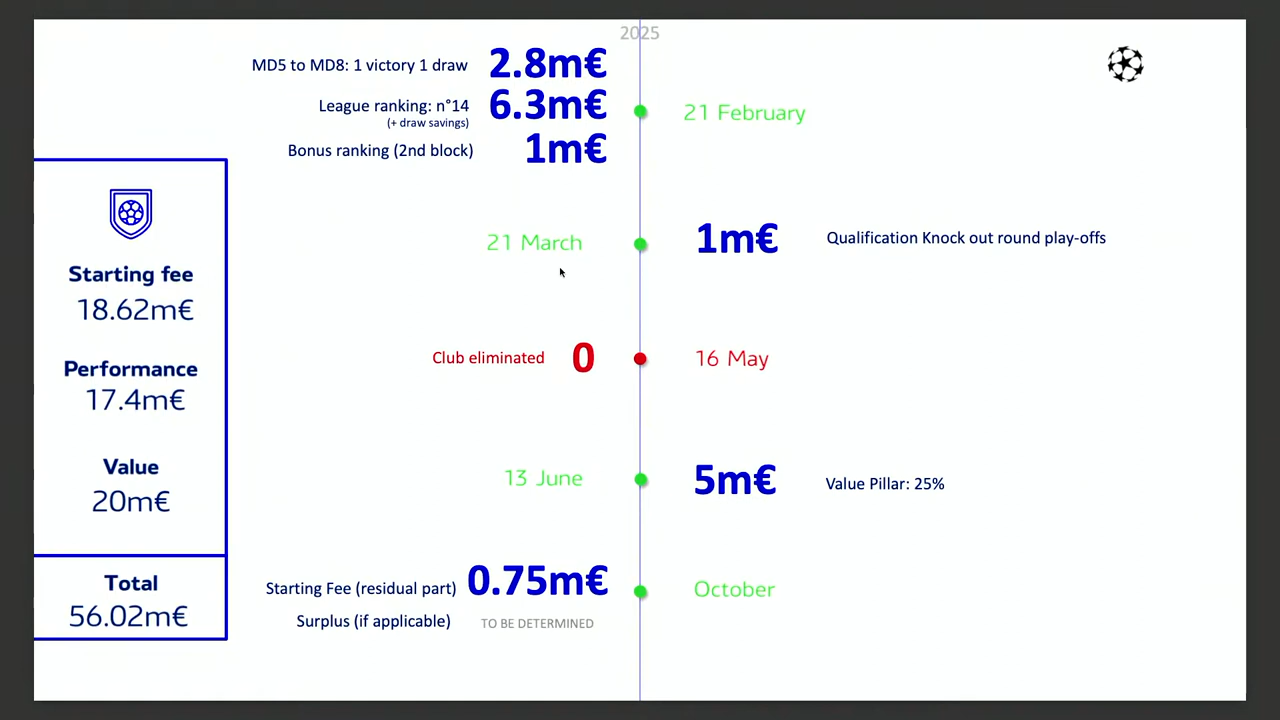 2025
MD5 to MD8: 1 victory 1 draw 2.8m€
League ranking: n°14 6.3m€
(+ draw savings)
21 February
Bonus ranking (2nd block) 1m€
21 March 1m€ Qualification Knock out round play-offs
Club eliminated 0 16 May
13 June 5m€ Value Pillar: 25%
Starting Fee (residual part) 0.75m€ October
Surplus (if applicable) TO BE DETERMINED
Starting fee
18.62m€
Performance
17.4m€
Value
20m€
Total
56.02m€